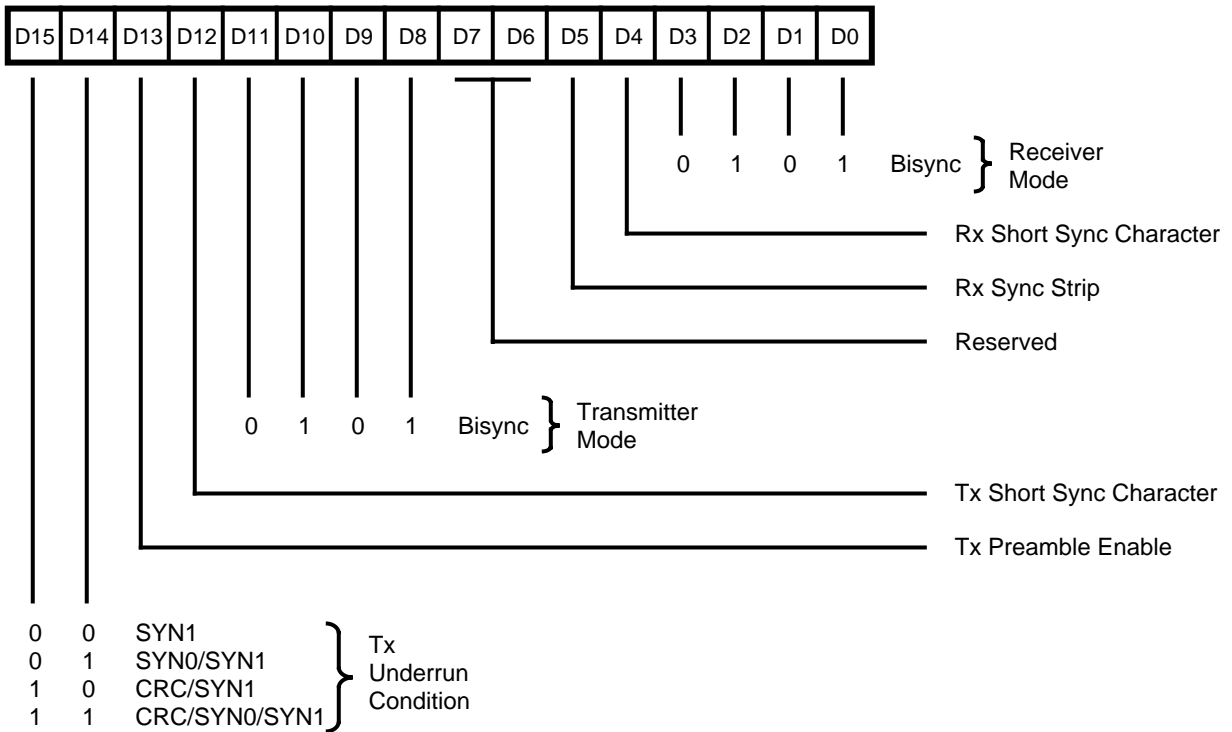 D15 D14 D13 D12 D11 D10 D9 D8 D7 D6 D5 D4 D3 D2 D1 D0
0 1 0 1 Bisync
Receiver
Mode
Rx Short Sync Character
Rx Sync Strip
Reserved
0 1 0 1 Bisync
Transmitter
Mode
Tx Short Sync Character
Tx Preamble Enable
0 0 SYN1
0 1 SYN0/SYN1
1 0 CRC/SYN1
1 1 CRC/SYN0/SYN1
Tx
Underrun
Condition